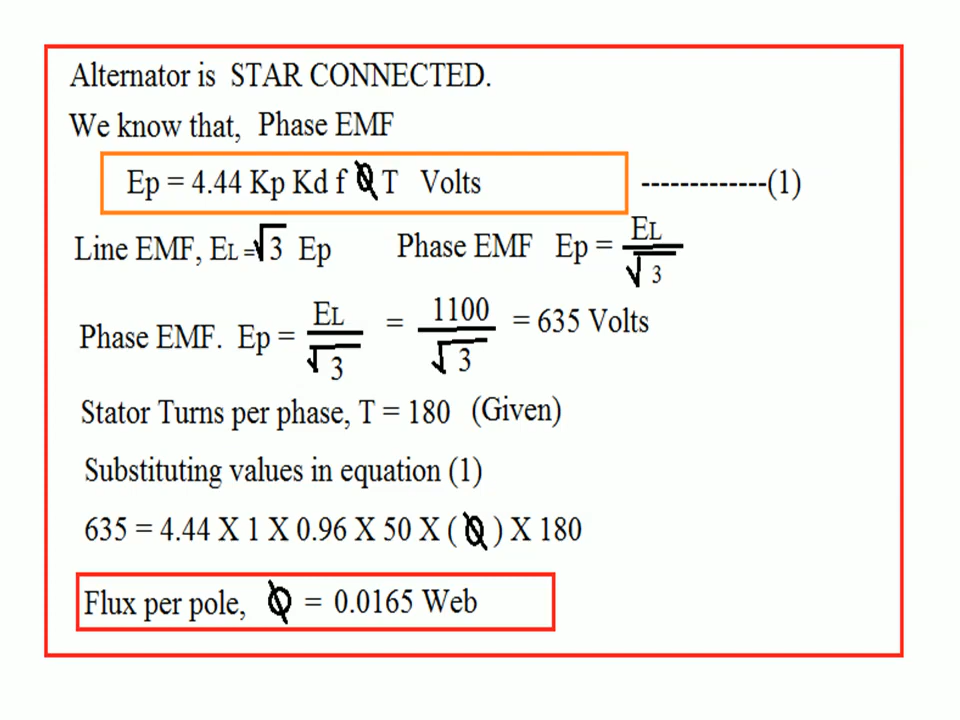 Alternator is STAR CONNECTED.
We know that, Phase EMF
Ep = 4.44 Kp Kd f Φ T Volts -------------(1)
Line EMF, EL = √3 Ep Phase EMF Ep = EL / √3
Phase EMF. Ep = EL / √3 = 1100 / √3 = 635 Volts
Stator Turns per phase, T = 180 (Given)
Substituting values in equation (1)
635 = 4.44 X 1 X 0.96 X 50 X ( Φ ) X 180
Flux per pole, Φ = 0.0165 Web